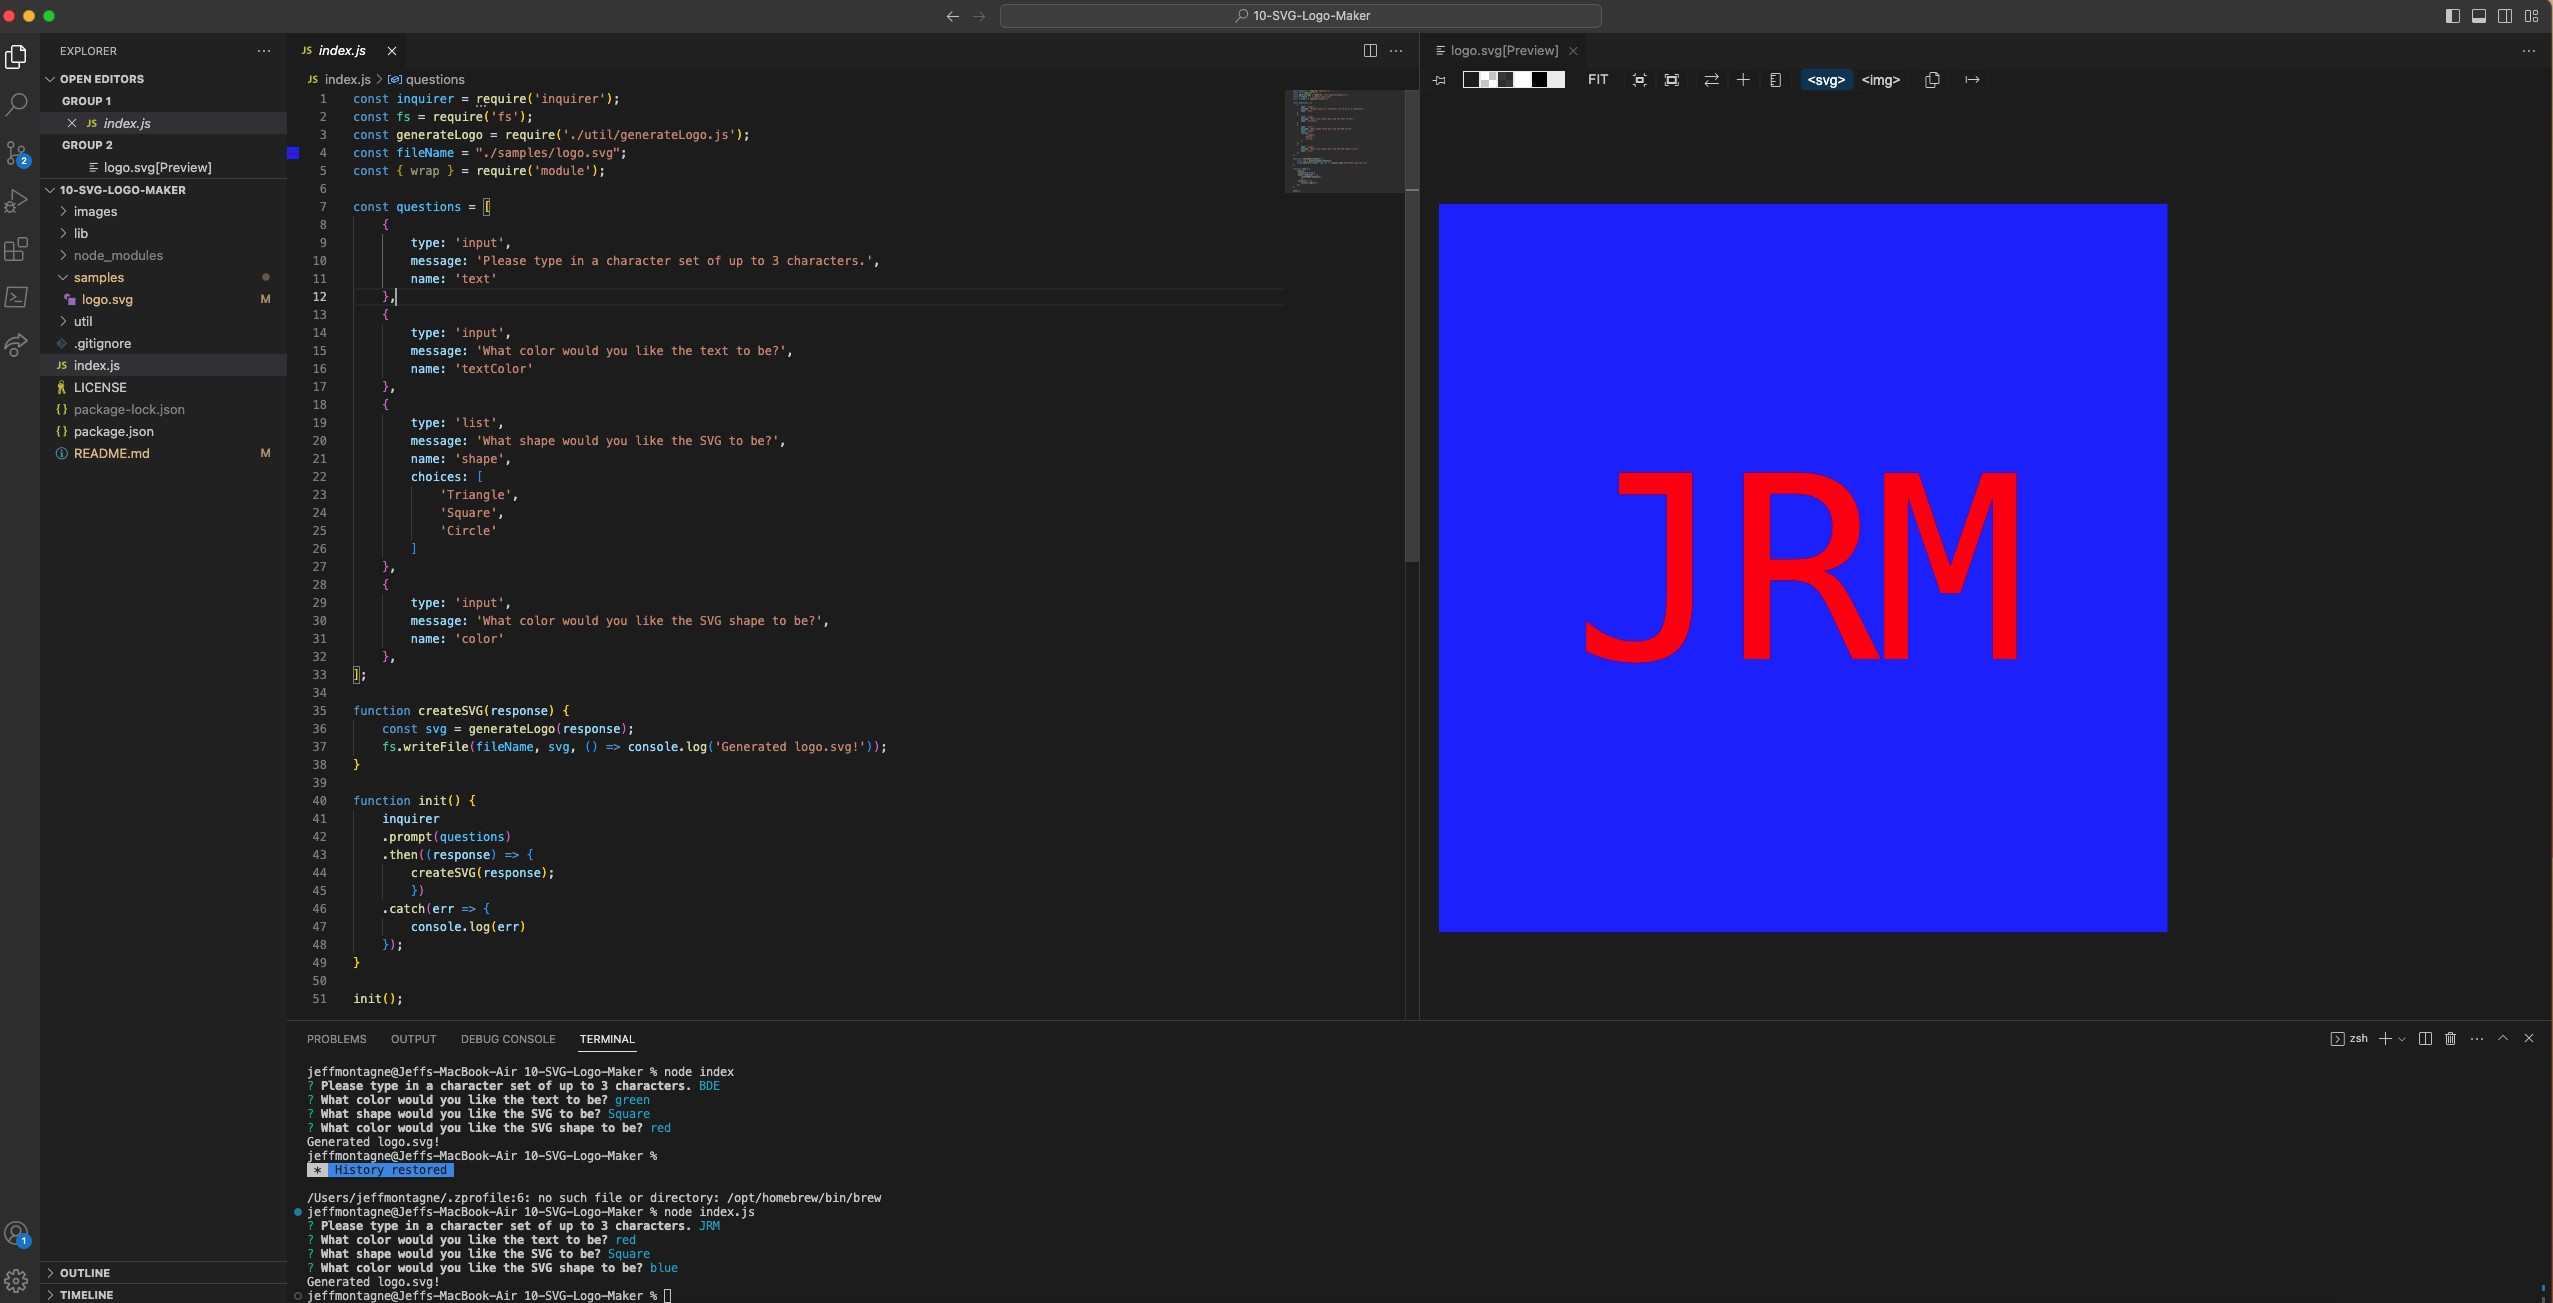 10-SVG-Logo-Maker
EXPLORER
OPEN EDITORS
GROUP 1
JS index.js
GROUP 2
logo.svg[Preview]
10-SVG-LOGO-MAKER
images
lib
node_modules
samples
logo.svg M
util
.gitignore
JS index.js
LICENSE
{} package-lock.json
{} package.json
README.md M
OUTLINE
TIMELINE
2
1
JS index.js
JS index.js > questions
1 const inquirer = require('inquirer');
2 const fs = require('fs');
3 const generateLogo = require('./util/generateLogo.js');
4 const fileName = "./samples/logo.svg";
5 const { wrap } = require('module');
6
7 const questions = [
8 {
9 type: 'input',
10 message: 'Please type in a character set of up to 3 characters.',
11 name: 'text'
12 },
13 {
14 type: 'input',
15 message: 'What color would you like the text to be?',
16 name: 'textColor'
17 },
18 {
19 type: 'list',
20 message: 'What shape would you like the SVG to be?',
21 name: 'shape',
22 choices: [
23 'Triangle',
24 'Square',
25 'Circle'
26 ]
27 },
28 {
29 type: 'input',
30 message: 'What color would you like the SVG shape to be?',
31 name: 'color'
32 },
33 ];
34
35 function createSVG(response) {
36 const svg = generateLogo(response);
37 fs.writeFile(fileName, svg, () => console.log('Generated logo.svg!'));
38 }
39
40 function init() {
41 inquirer
42 .prompt(questions)
43 .then((response) => {
44 createSVG(response);
45 })
46 .catch(err => {
47 console.log(err)
48 });
49 }
50
51 init();
logo.svg[Preview]
FIT <svg> <img>
JRM
PROBLEMS OUTPUT DEBUG CONSOLE TERMINAL
zsh
jeffmontagne@Jeffs-MacBook-Air 10-SVG-Logo-Maker % node index
? Please type in a character set of up to 3 characters. BDE
? What color would you like the text to be? green
? What shape would you like the SVG to be? Square
? What color would you like the SVG shape to be? red
Generated logo.svg!
jeffmontagne@Jeffs-MacBook-Air 10-SVG-Logo-Maker %
* History restored
/Users/jeffmontagne/.zprofile:6: no such file or directory: /opt/homebrew/bin/brew
jeffmontagne@Jeffs-MacBook-Air 10-SVG-Logo-Maker % node index.js
? Please type in a character set of up to 3 characters. JRM
? What color would you like the text to be? red
? What shape would you like the SVG to be? Square
? What color would you like the SVG shape to be? blue
Generated logo.svg!
jeffmontagne@Jeffs-MacBook-Air 10-SVG-Logo-Maker %